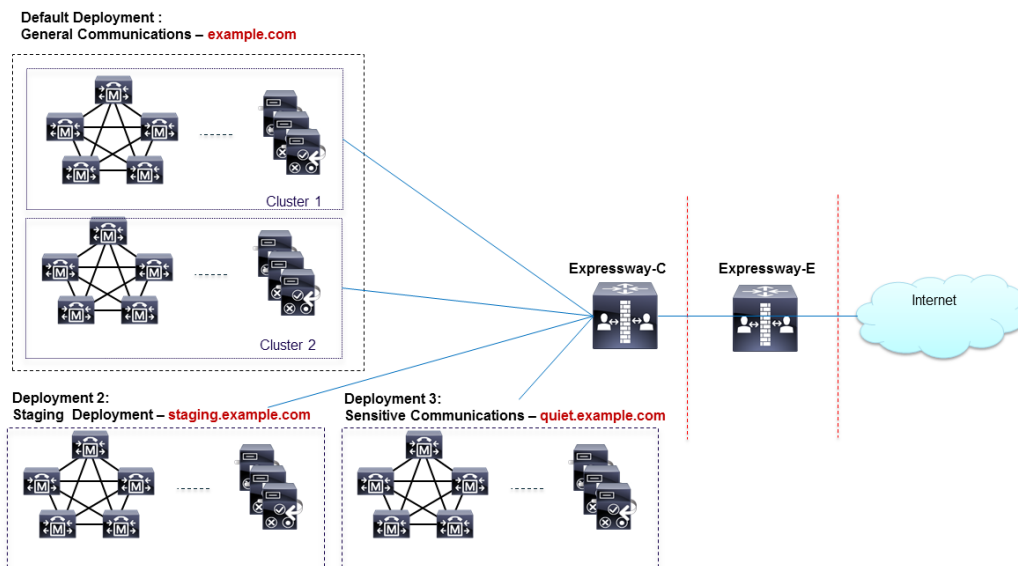 Default Deployment :
General Communications – example.com
M
M
M
M
M
Cluster 1
M
M
M
M
M
Cluster 2
Expressway-C
Expressway-E
Internet
Deployment 2:
Staging Deployment – staging.example.com
M
M
M
M
M
Deployment 3:
Sensitive Communications – quiet.example.com
M
M
M
M
M